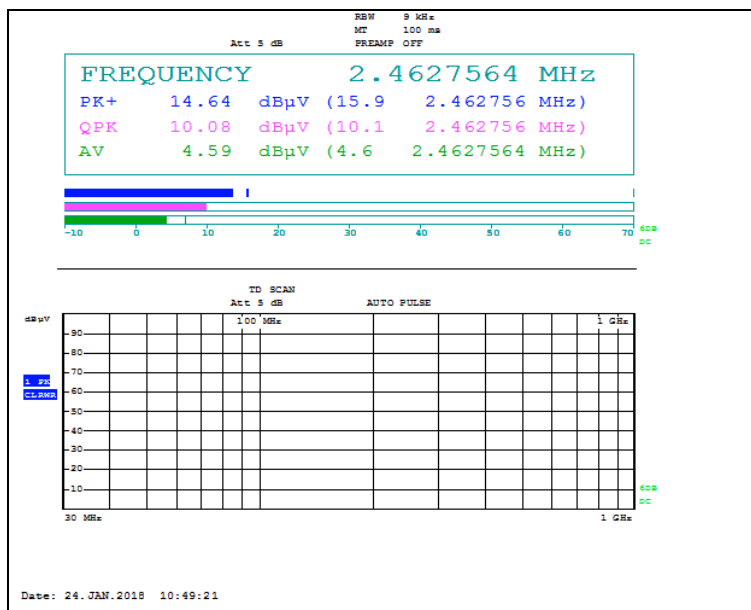 RBW 9 kHz
MT 100 ms
Att 5 dB PREAMP OFF
FREQUENCY 2.4627564 MHz
PK+ 14.64 dBµV (15.9 2.462756 MHz)
QPK 10.08 dBµV (10.1 2.462756 MHz)
AV 4.59 dBµV (4.6 2.4627564 MHz)
-10 0 10 20 30 40 50 60 70
6DB
DC
TD SCAN
Att 5 dB AUTO PULSE
dBµV 100 MHz 1 GHz
90
80
70
1 PK
60
CLRWR
50
40
30
20
10
6DB
DC
30 MHz 1 GHz
Date: 24.JAN.2018 10:49:21